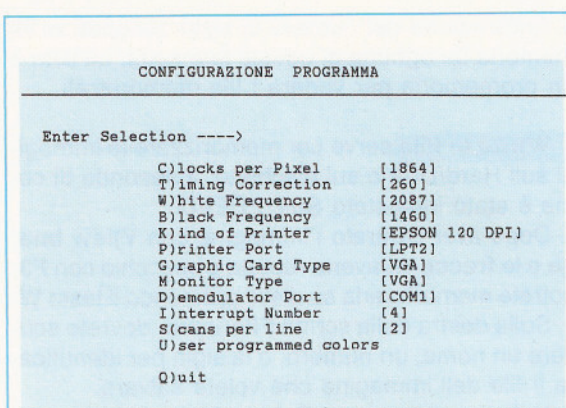 CONFIGURAZIONE PROGRAMMA
Enter Selection ---->
C)locks per Pixel [1864]
T)iming Correction [260]
W)hite Frequency [2087]
B)lack Frequency [1460]
K)ind of Printer [EPSON 120 DPI]
P)rinter Port [LPT2]
G)raphic Card Type [VGA]
M)onitor Type [VGA]
D)emodulator Port [COM1]
I)nterrupt Number [4]
S)cans per line [2]
U)ser programmed colors
Q)uit